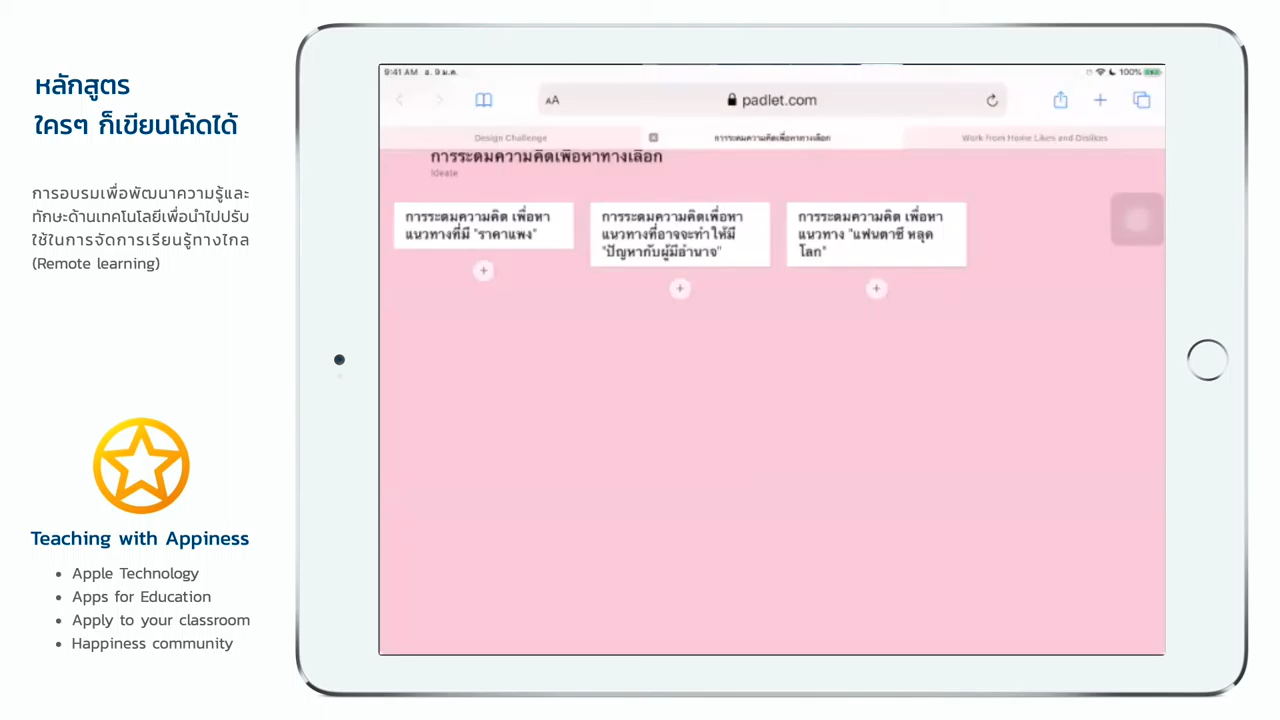 หลักสูตร
ใครๆ ก็เขียนโค้ดได้
การอบรมเพื่อพัฒนาความรู้และ
ทักษะด้านเทคโนโลยีเพื่อนำไปปรับ
ใช้ในการจัดการเรียนรู้ทางไกล
(Remote learning)
Teaching with Appiness
• Apple Technology
• Apps for Education
• Apply to your classroom
• Happiness community
9:41 AM อ. 9 ม.ค.
100%
AA
padlet.com
Design Challenge
การระดมความคิดเพื่อหาทางเลือก
Work from Home Likes and Dislikes
การระดมความคิดเพื่อหาทางเลือก
Ideate
การระดมความคิด เพื่อหา
แนวทางที่มี "ราคาแพง"
การระดมความคิดเพื่อหา
แนวทางที่อาจจะทำให้มี
"ปัญหากับผู้มีอำนาจ"
การระดมความคิด เพื่อหา
แนวทาง "แฟนตาซี หลุด
โลก"